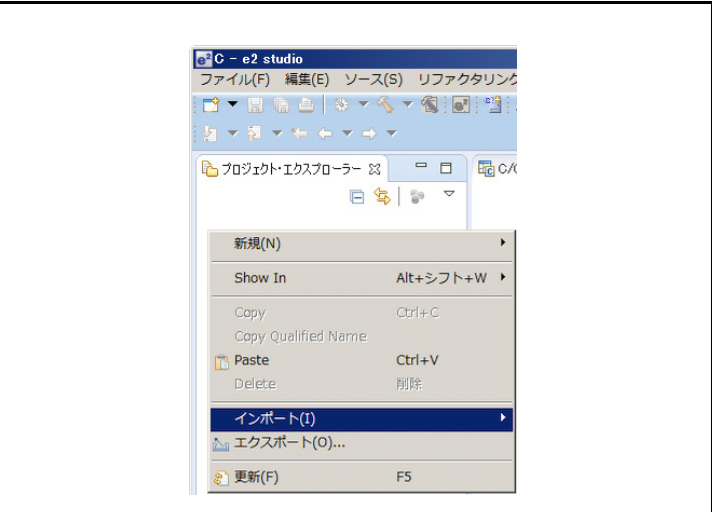 e² C - e2 studio
ファイル(F) 編集(E) ソース(S) リファクタリング
プロジェクト・エクスプローラー
C/C
新規(N)
Show In Alt+シフト+W
Copy Ctrl+C
Copy Qualified Name
Paste Ctrl+V
Delete 削除
インポート(I)
エクスポート(O)...
更新(F) F5